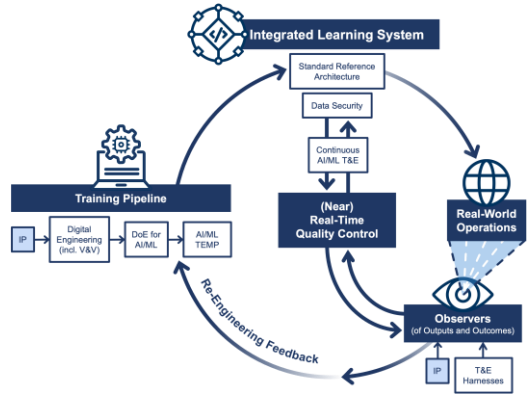 Integrated Learning System
Standard Reference
Architecture
Data Security
Continuous
AI/ML T&E
Training Pipeline
(Near)
Real-Time
Quality Control
Real-World
Operations
IP
Digital
Engineering
(incl. V&V)
DoE for
AI/ML
AI/ML
TEMP
Re-Engineering Feedback
Observers
(of Outputs and Outcomes)
IP
T&E
Harnesses